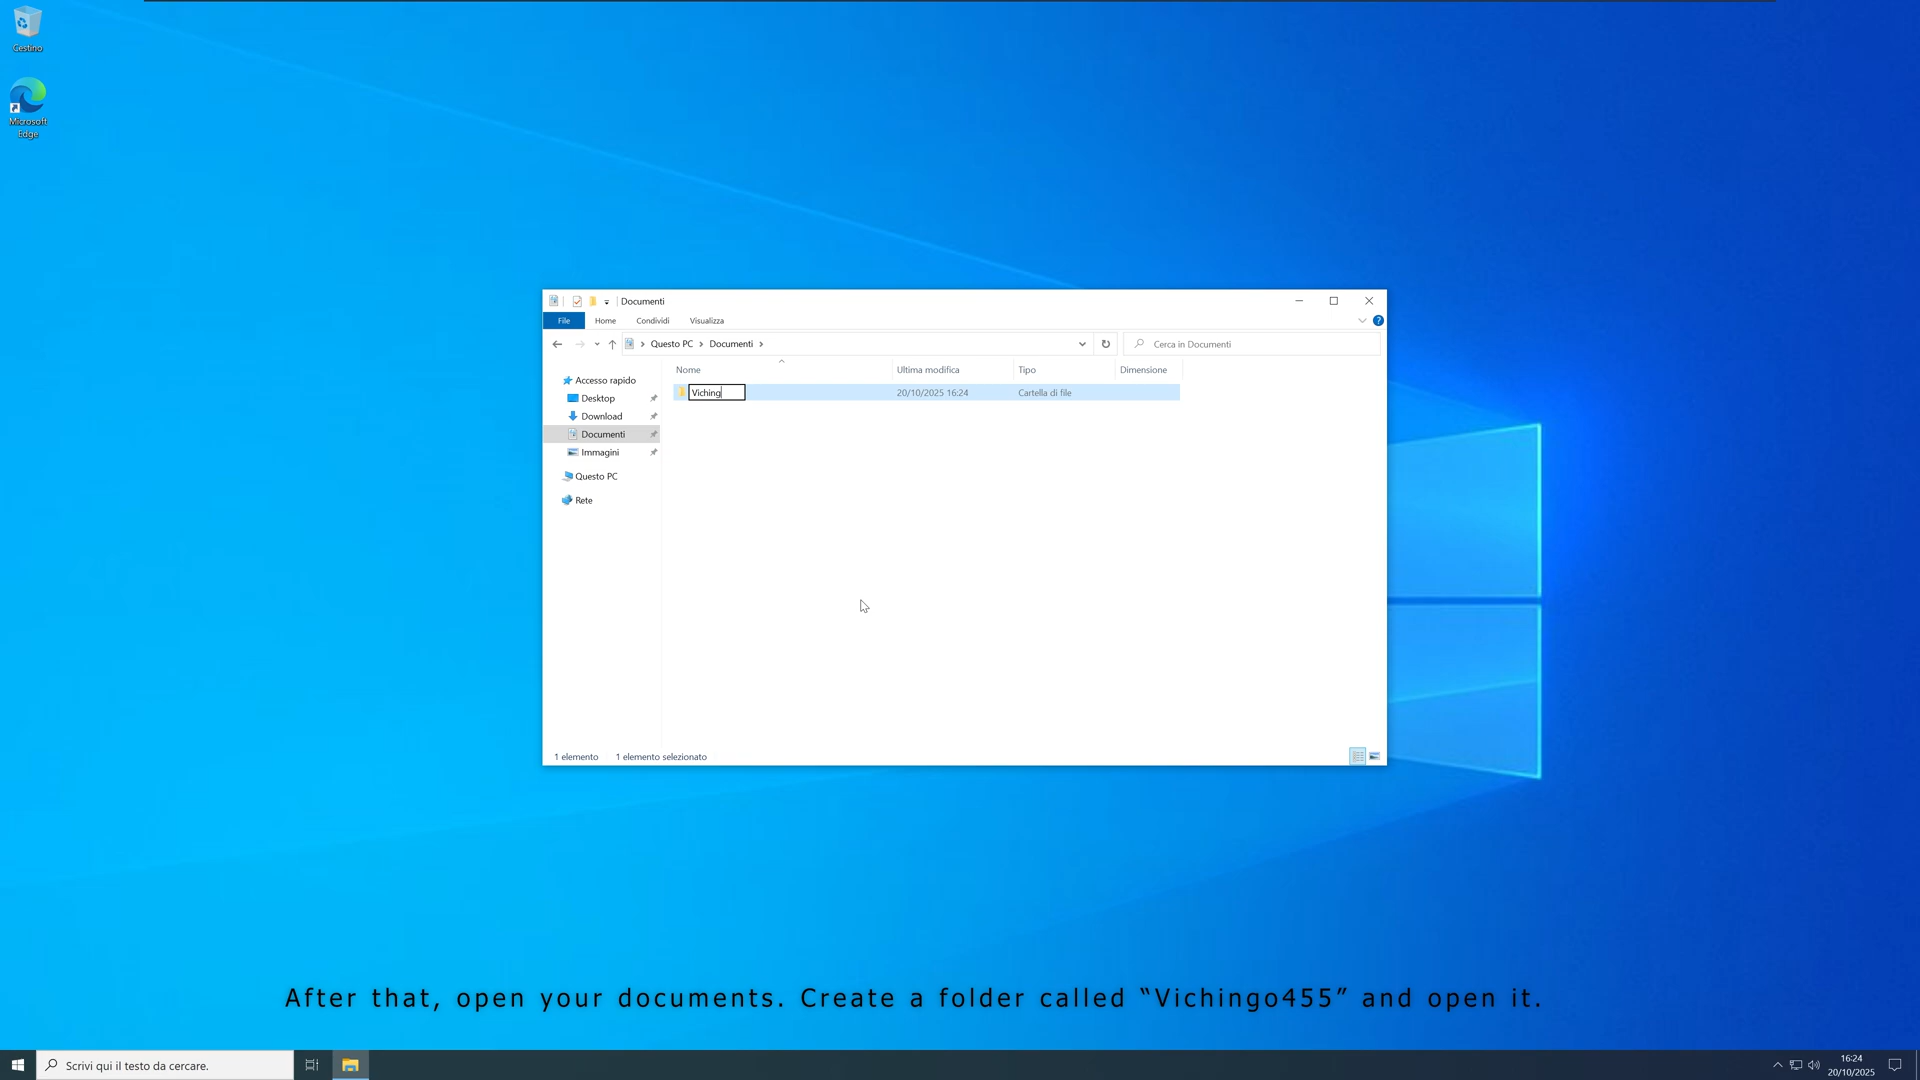 Cestino
Microsoft
Edge
Documenti
File Home Condividi Visualizza
Questo PC Documenti
Cerca in Documenti
Nome Ultima modifica Tipo Dimensione
Viching 20/10/2025 16:24 Cartella di file
Accesso rapido
Desktop
Download
Documenti
Immagini
Questo PC
Rete
1 elemento 1 elemento selezionato
After that, open your documents. Create a folder called “Vichingo455” and open it.
Scrivi qui il testo da cercare.
16:24
20/10/2025